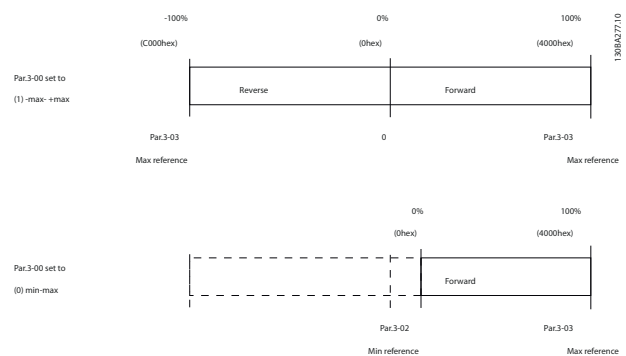 -100% 0% 100%
(C000hex) (0hex) (4000hex)
130BA277.10
Par.3-00 set to
(1) -max- +max
Reverse Forward
Par.3-03 0 Par.3-03
Max reference Max reference
0% 100%
(0hex) (4000hex)
Par.3-00 set to
(0) min-max
Forward
Par.3-02 Par.3-03
Min reference Max reference